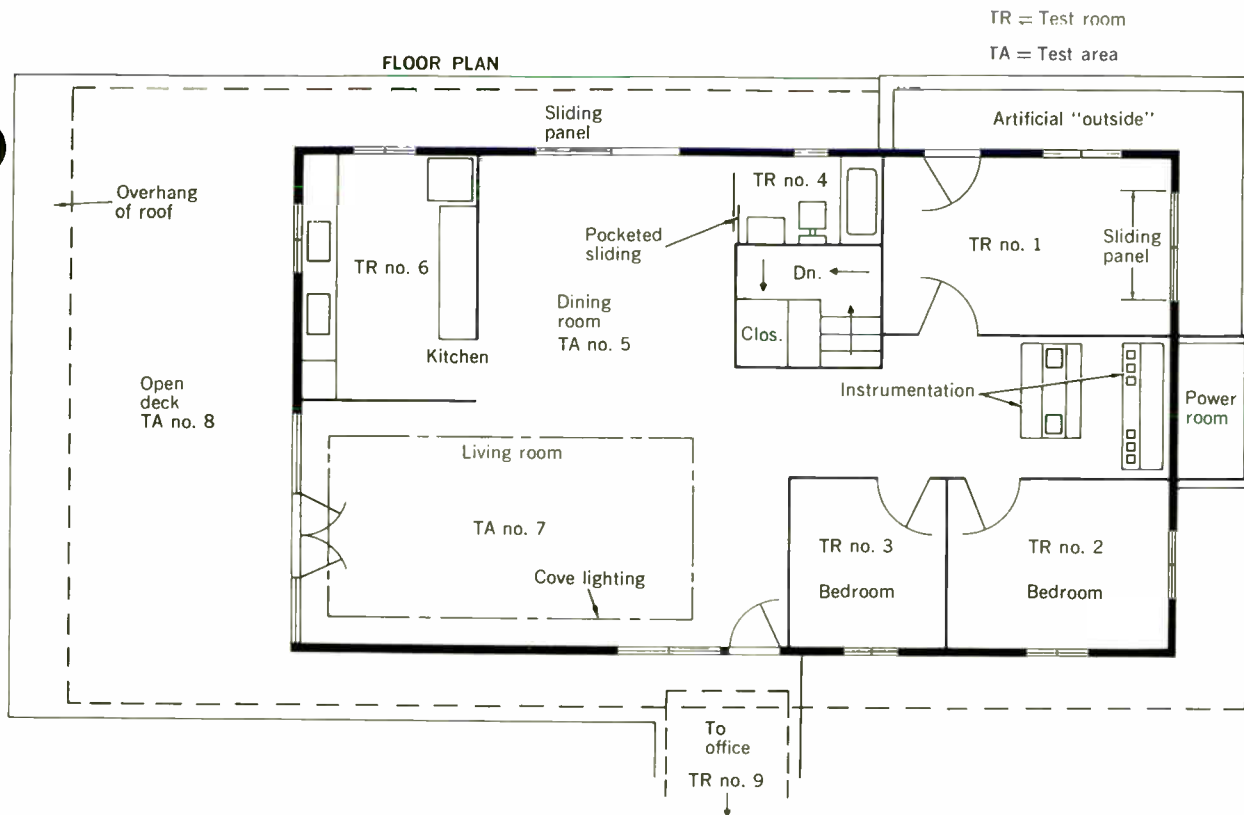 TR = Test room
TA = Test area
FLOOR PLAN
Artificial "outside"
Sliding
panel
Overhang
of roof
TR no. 4
Pocketed
sliding
TR no. 6
TR no. 1
Sliding
panel
Dn.
Dining
room
TA no. 5
Clos.
Kitchen
Open
deck
TA no. 8
Instrumentation
Power
room
Living room
TA no. 7
Cove lighting
TR no. 3
Bedroom
TR no. 2
Bedroom
To
office
TR no. 9